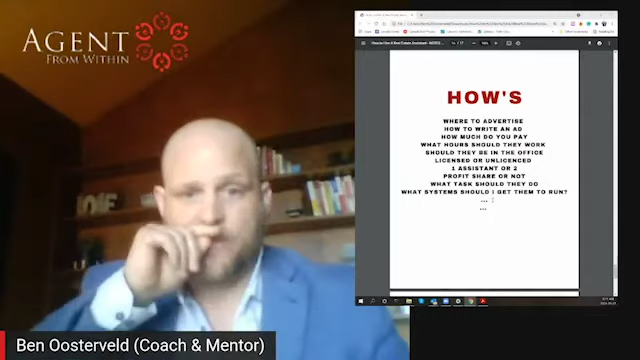 AGENT
FROM WITHIN
HOW'S
WHERE TO ADVERTISE
HOW TO WRITE AN AD
HOW MUCH DO YOU PAY
WHAT HOURS SHOULD THEY WORK
SHOULD THEY BE IN THE OFFICE
LICENSED OR UNLICENCED
1 ASSISTANT OR 2
PROFIT SHARE OR NOT
WHAT TASK SHOULD THEY DO
WHAT SYSTEMS SHOULD I GET THEM TO RUN?
...
...
Ben Oosterveld (Coach & Mentor)